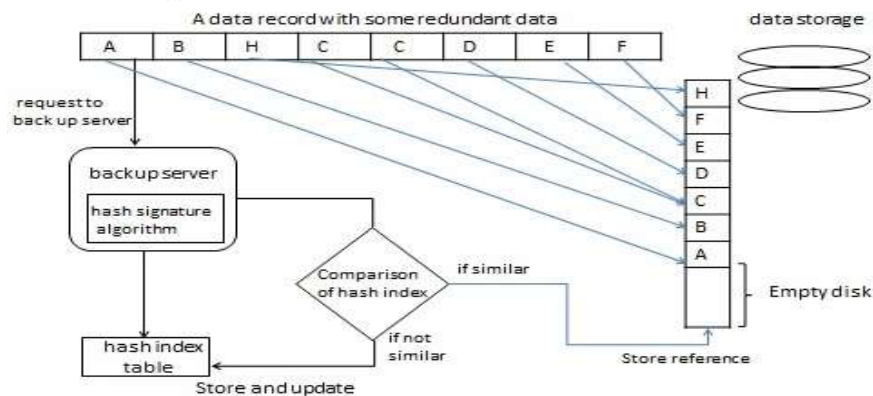 A data record with some redundant data
data storage
A B H C C D E F
request to
back up server
H
F
E
D
C
B
A
backup server
hash signature
algorithm
Comparison
of hash index
if similar
Empty disk
if not
similar
hash index
table
Store reference
Store and update